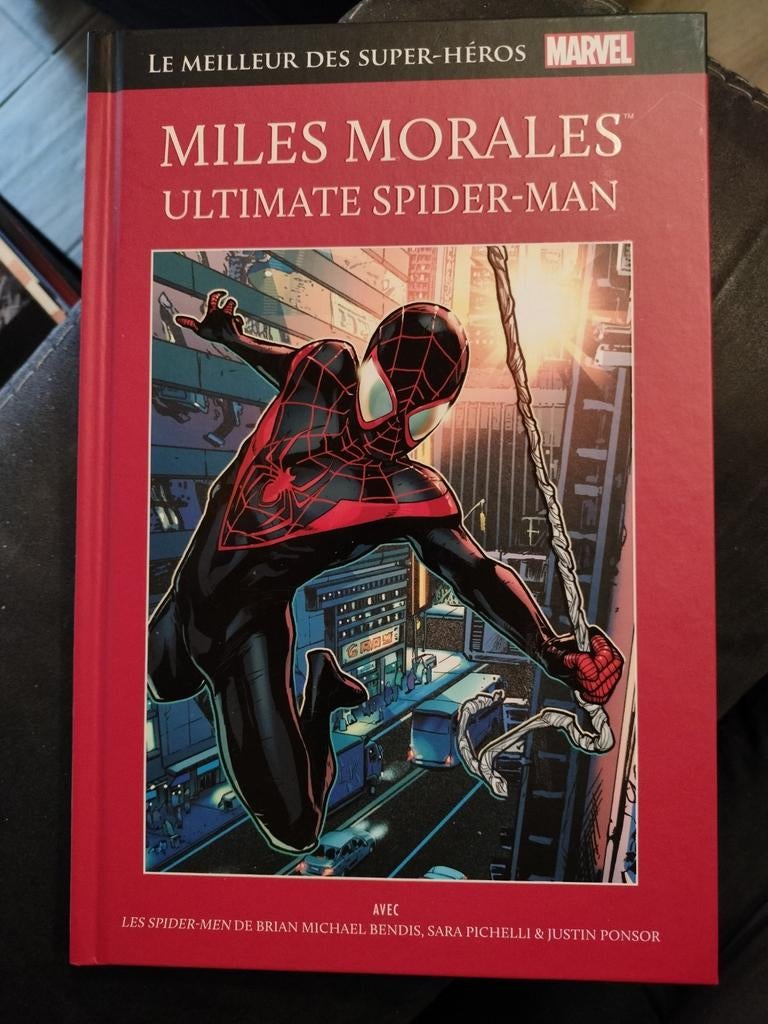 LE MEILLEUR DES SUPER-HÉROS MARVEL
MILES MORALES™
ULTIMATE SPIDER-MAN
GRAY
AVEC
LES SPIDER-MEN DE BRIAN MICHAEL BENDIS, SARA PICHELLI & JUSTIN PONSOR